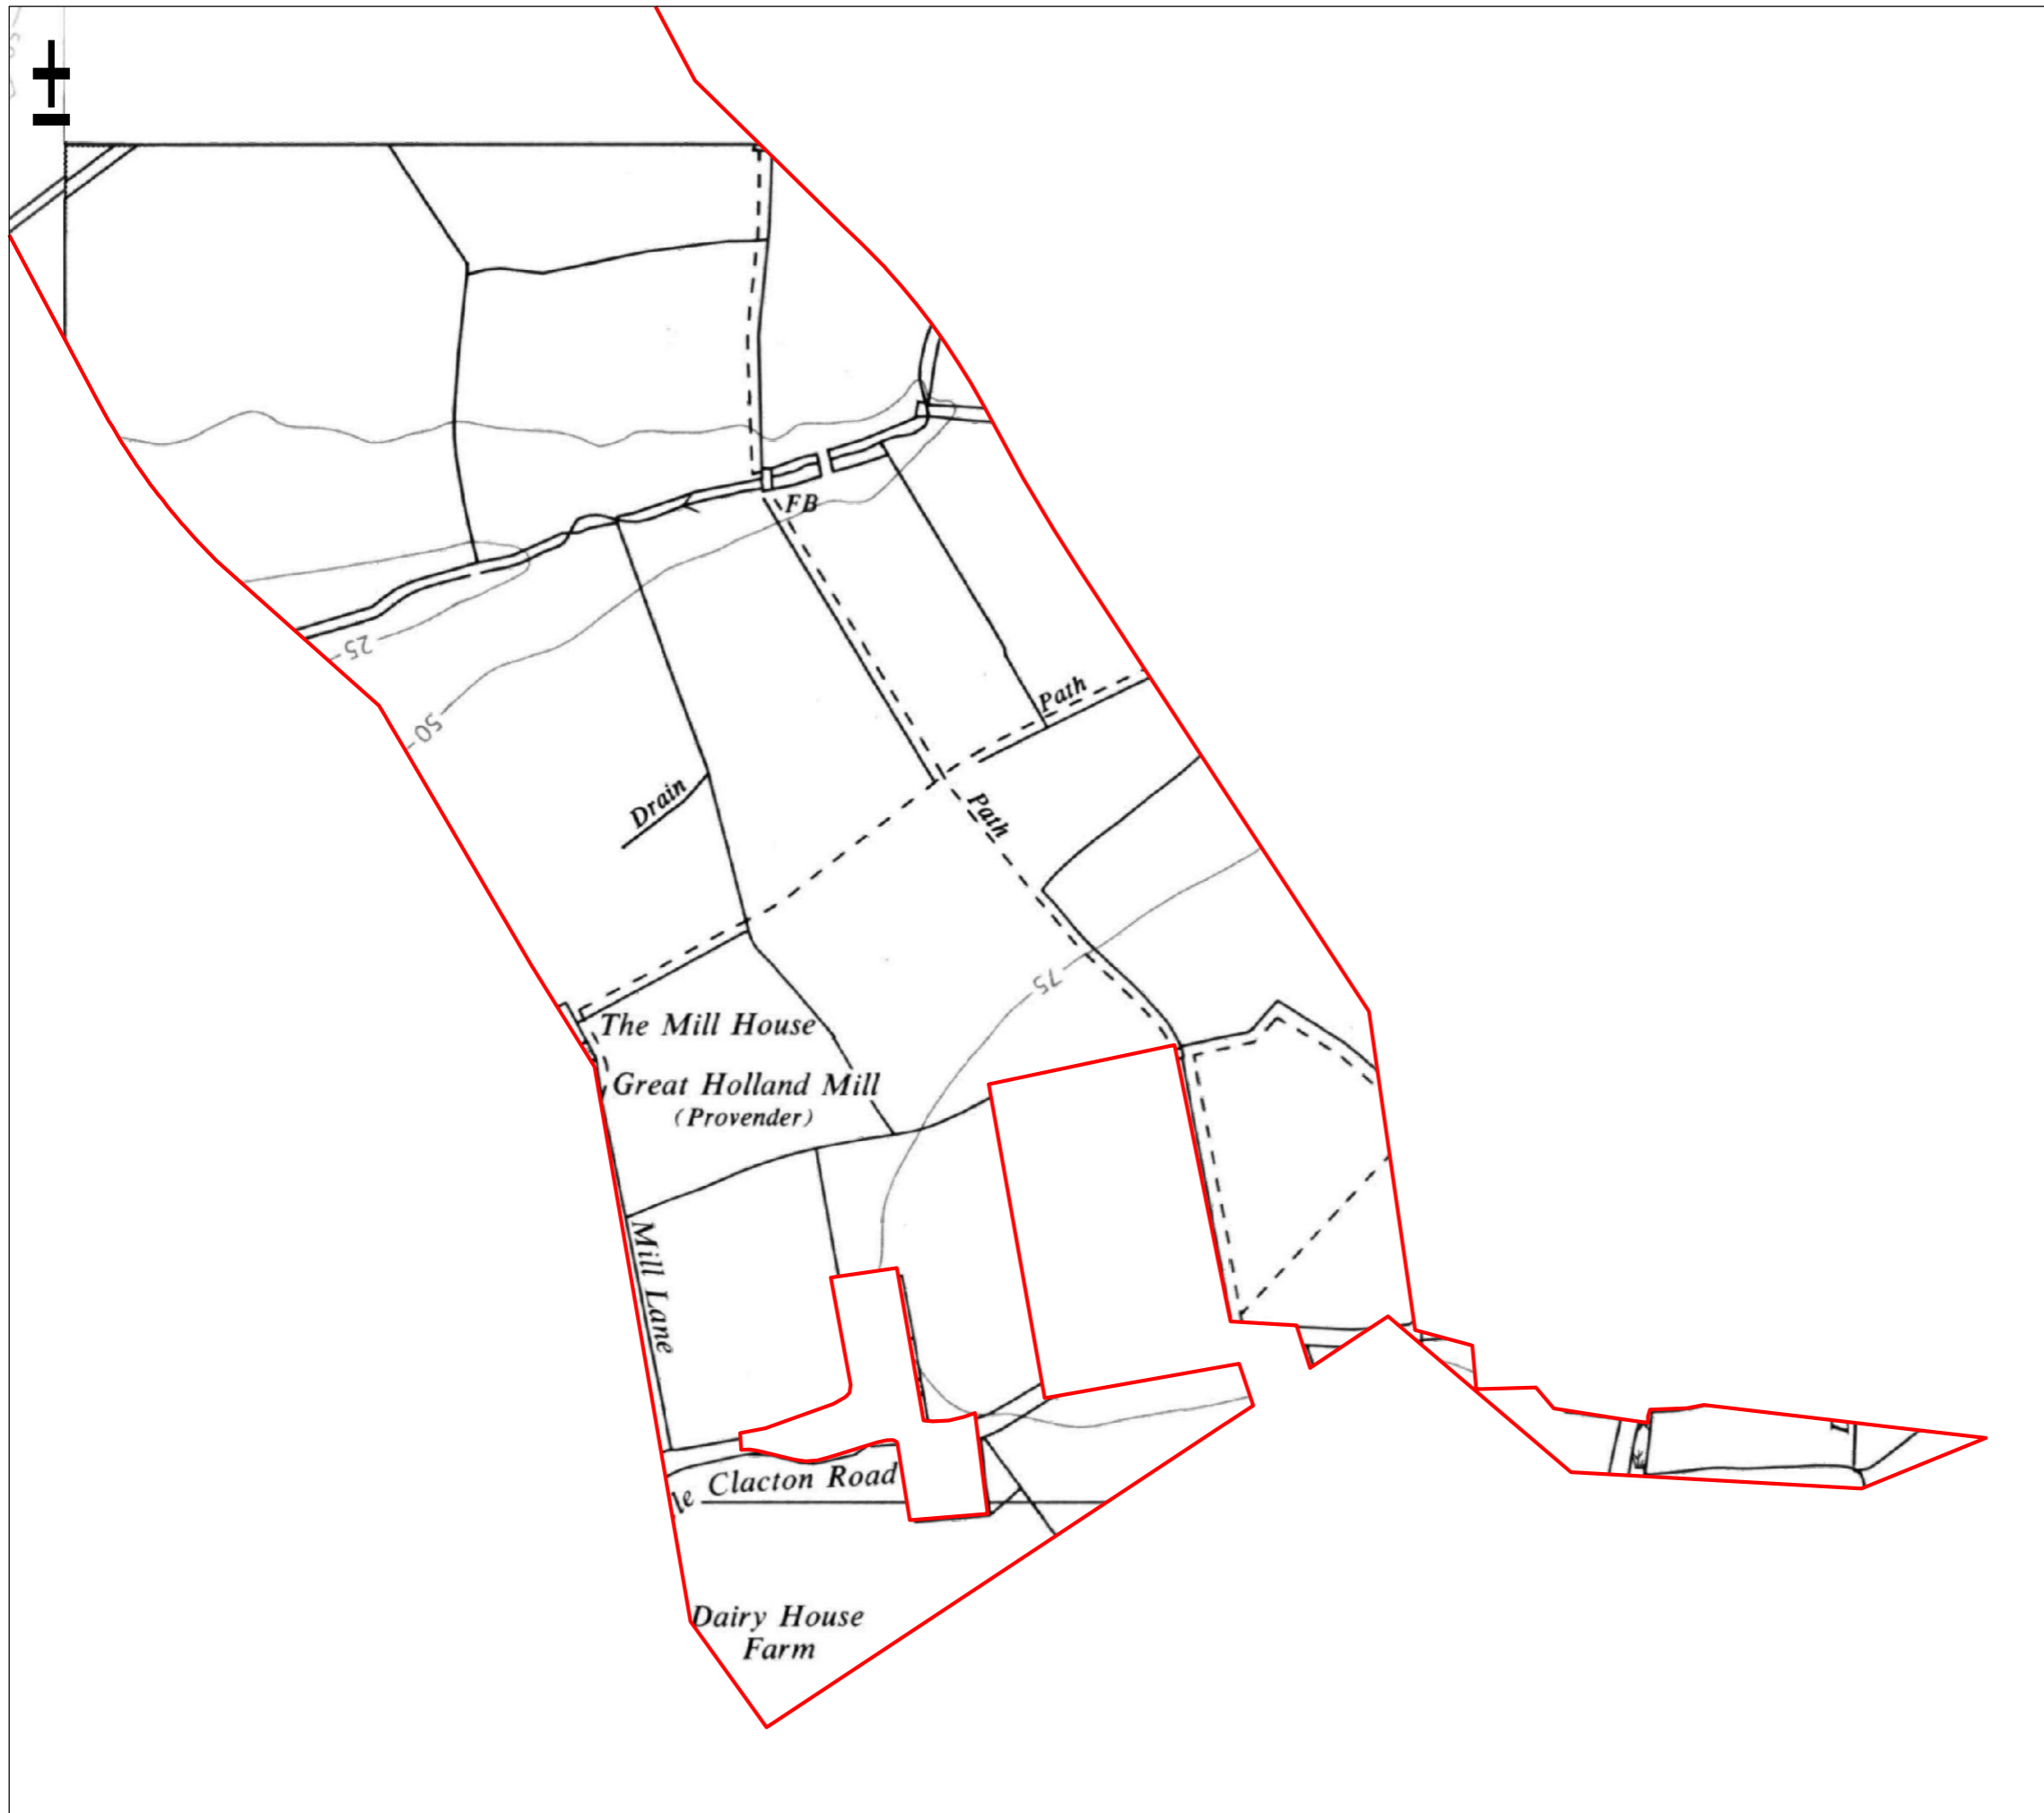 FB
25
50
Path
Drain
Path
75
The Mill House
Great Holland Mill
(Provender)
Mill Lane
Clacton Road
le
Dairy House
Farm